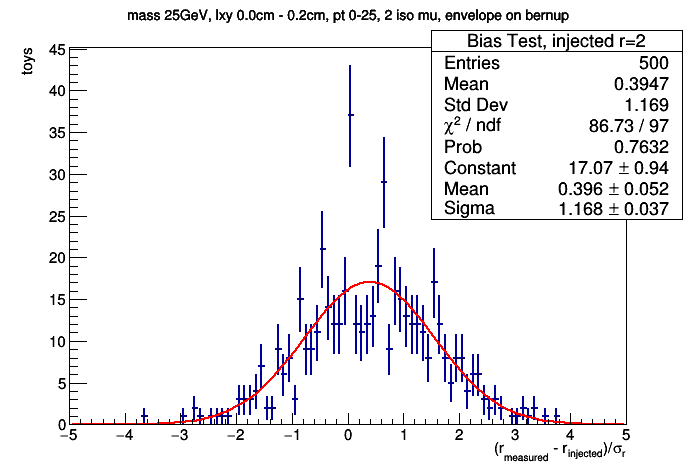 mass 25GeV, lxy 0.0cm - 0.2cm, pt 0-25, 2 iso mu, envelope on bernup
Bias Test, injected r=2
Entries 500
Mean 0.3947
Std Dev 1.169
χ² / ndf 86.73 / 97
Prob 0.7632
Constant 17.07 ± 0.94
Mean 0.396 ± 0.052
Sigma 1.168 ± 0.037
toys
45
40
35
30
25
20
15
10
5
0
−5 −4 −3 −2 −1 0 1 2 3 4 5
(r_measured - r_injected)/σ_r